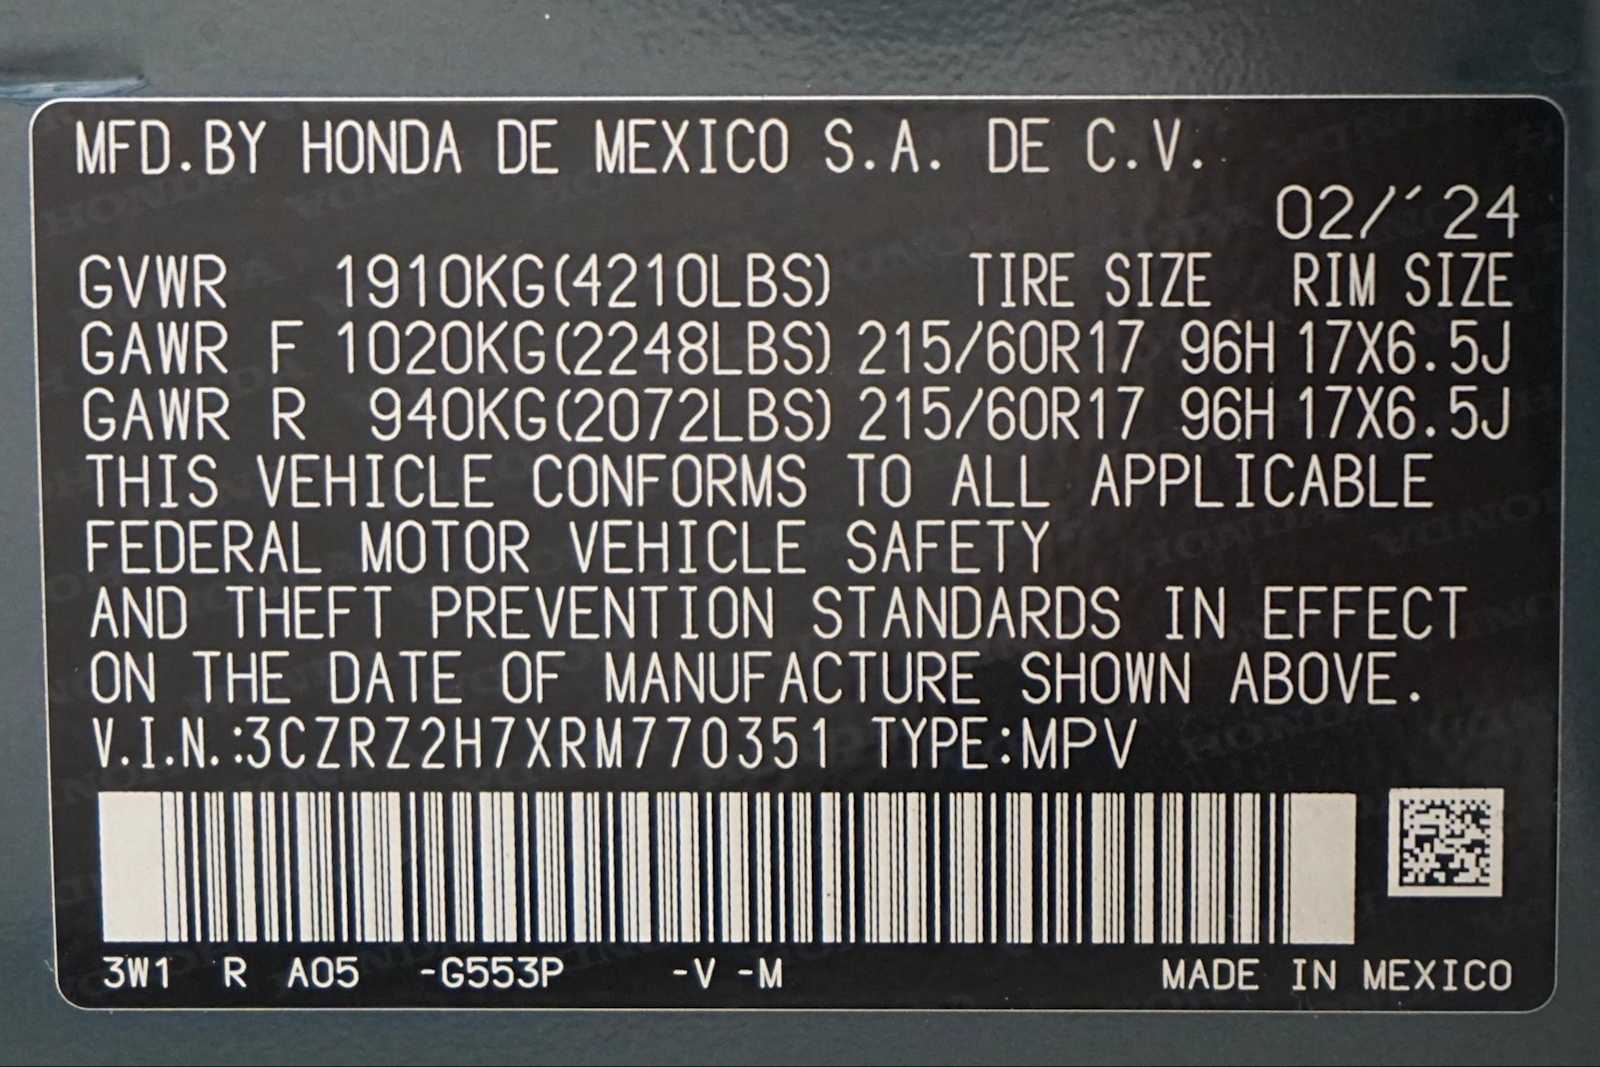 MFD.BY HONDA DE MEXICO S.A. DE C.V.
02/´24
GVWR 1910KG(4210LBS) TIRE SIZE RIM SIZE
GAWR F 1020KG(2248LBS) 215/60R17 96H 17X6.5J
GAWR R 940KG(2072LBS) 215/60R17 96H 17X6.5J
THIS VEHICLE CONFORMS TO ALL APPLICABLE
FEDERAL MOTOR VEHICLE SAFETY
AND THEFT PREVENTION STANDARDS IN EFFECT
ON THE DATE OF MANUFACTURE SHOWN ABOVE.
V.I.N.:3CZRZ2H7XRM770351 TYPE:MPV
3W1 R A05 -G553P -V -M MADE IN MEXICO